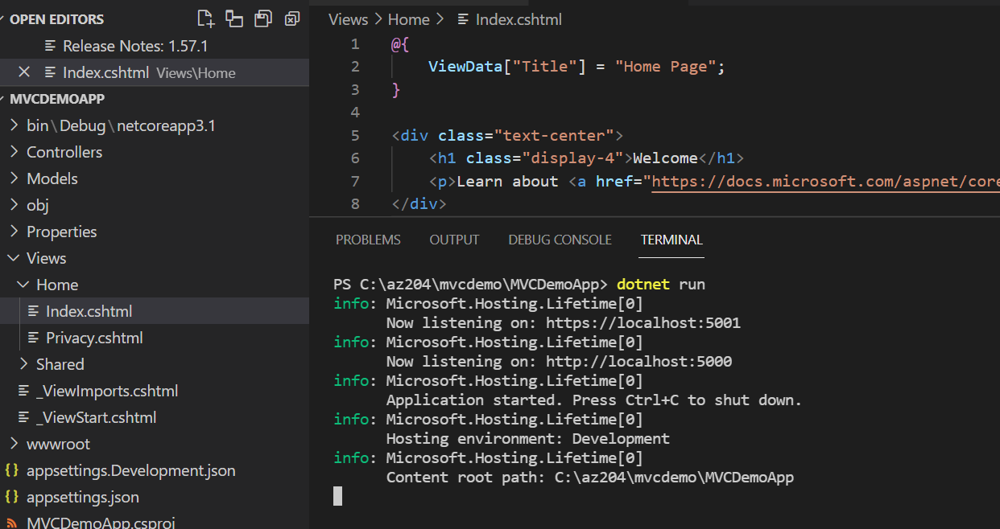 OPEN EDITORS
Release Notes: 1.57.1
Index.cshtml Views\Home
MVCDEMOAPP
bin\Debug\netcoreapp3.1
Controllers
Models
obj
Properties
Views
Home
Index.cshtml
Privacy.cshtml
Shared
_ViewImports.cshtml
_ViewStart.cshtml
wwwroot
appsettings.Development.json
appsettings.json
MVCDemoApp.csproj
Views > Home > Index.cshtml
1 @{
2 ViewData["Title"] = "Home Page";
3 }
4
5 <div class="text-center">
6 <h1 class="display-4">Welcome</h1>
7 <p>Learn about <a href="https://docs.microsoft.com/aspnet/core
8 </div>
PROBLEMS OUTPUT DEBUG CONSOLE TERMINAL
PS C:\az204\mvcdemo\MVCDemoApp> dotnet run
info: Microsoft.Hosting.Lifetime[0]
Now listening on: https://localhost:5001
info: Microsoft.Hosting.Lifetime[0]
Now listening on: http://localhost:5000
info: Microsoft.Hosting.Lifetime[0]
Application started. Press Ctrl+C to shut down.
info: Microsoft.Hosting.Lifetime[0]
Hosting environment: Development
info: Microsoft.Hosting.Lifetime[0]
Content root path: C:\az204\mvcdemo\MVCDemoApp